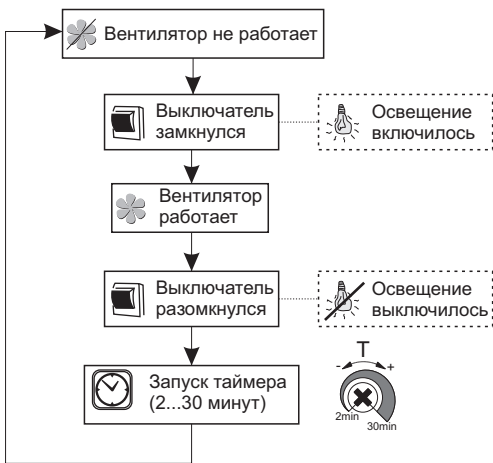 Вентилятор не работает
Выключатель
замкнулся
Освещение
включилось
Вентилятор
работает
Выключатель
разомкнулся
Освещение
выключилось
Запуск таймера
(2...30 минут)
T
- +
2min
30min